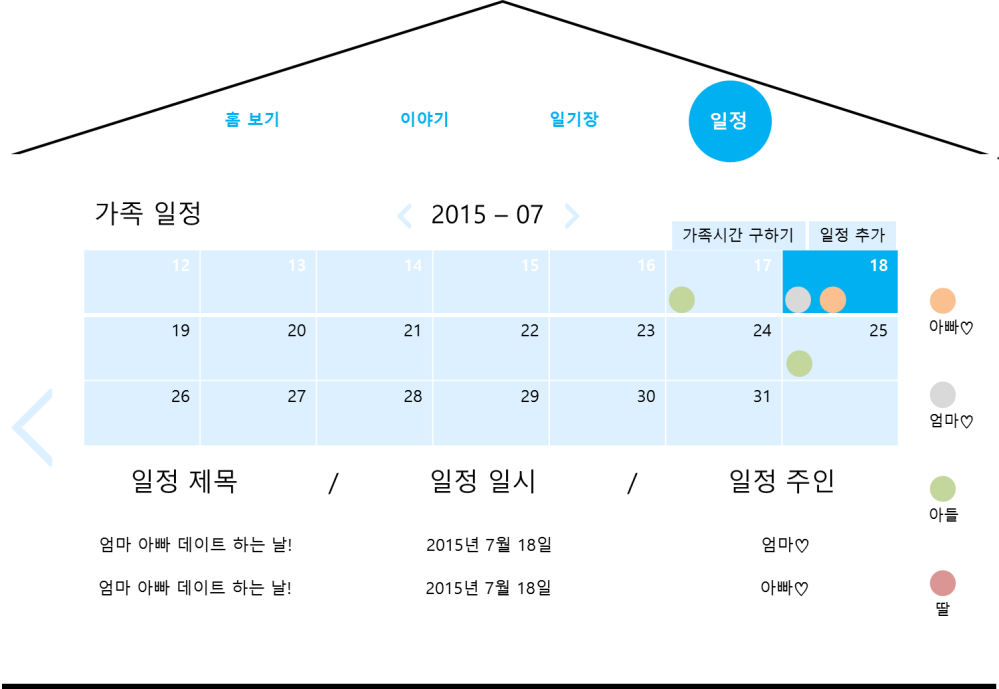 홈 보기 이야기 일기장 일정
가족 일정 2015 – 07
가족시간 구하기 일정 추가
12 13 14 15 16 17 18
19 20 21 22 23 24 25
26 27 28 29 30 31
일정 제목 / 일정 일시 / 일정 주인
엄마 아빠 데이트 하는 날! 2015년 7월 18일 엄마♡
엄마 아빠 데이트 하는 날! 2015년 7월 18일 아빠♡
아빠♡
엄마♡
아들
딸